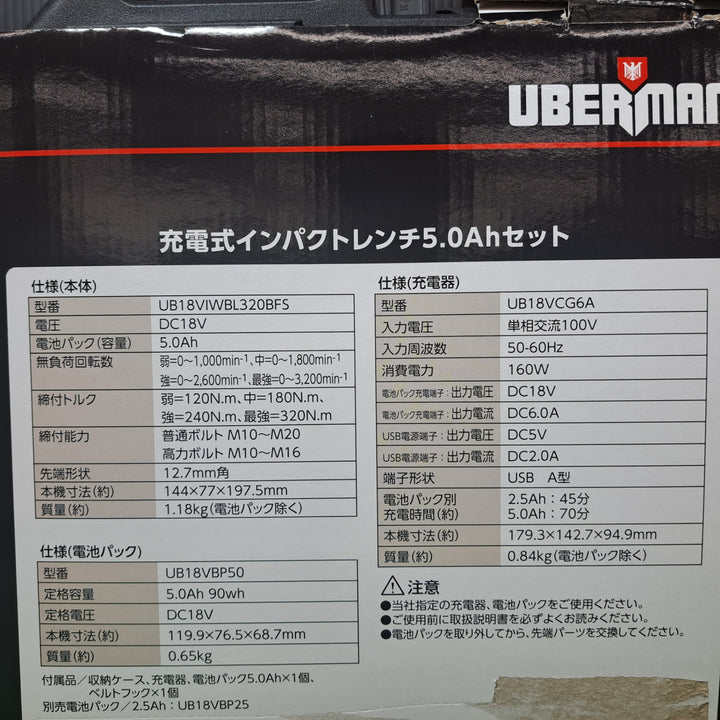 UBERMAN
充電式インパクトレンチ5.0Ahセット
仕様(本体)
型番 UB18VIWBL320BFS
電圧 DC18V
電池パック(容量) 5.0Ah
無負荷回転数 弱=0～1,000min-1、中=0～1,800min-1
強=0～2,600min-1、最強=0～3,200min-1
締付トルク 弱=120N.m、中=180N.m、
強=240N.m、最強=320N.m
締付能力 普通ボルト M10～M20
高力ボルト M10～M16
先端形状 12.7mm角
本機寸法(約) 144×77×197.5mm
質量(約) 1.18kg(電池パック除く)
仕様(電池パック)
型番 UB18VBP50
定格容量 5.0Ah 90wh
定格電圧 DC18V
本機寸法(約) 119.9×76.5×68.7mm
質量(約) 0.65kg
付属品／収納ケース、充電器、電池パック5.0Ah×1個、
ベルトフック×1個
別売電池パック／2.5Ah：UB18VBP25
仕様(充電器)
型番 UB18VCG6A
入力電圧 単相交流100V
入力周波数 50-60Hz
消費電力 160W
電池パック充電端子：出力電圧 DC18V
電池パック充電端子：出力電流 DC6.0A
USB電源端子：出力電圧 DC5V
USB電源端子：出力電流 DC2.0A
端子形状 USB A型
電池パック別 2.5Ah：45分
充電時間(約) 5.0Ah：70分
本機寸法(約) 179.3×142.7×94.9mm
質量(約) 0.84kg(電池パック除く)
注意
●当社指定の充電器、電池パックをご使用ください。
●ご使用前に取扱説明書を必ずよくお読みください。
●電池パックを取り外してから、先端パーツを交換してください。